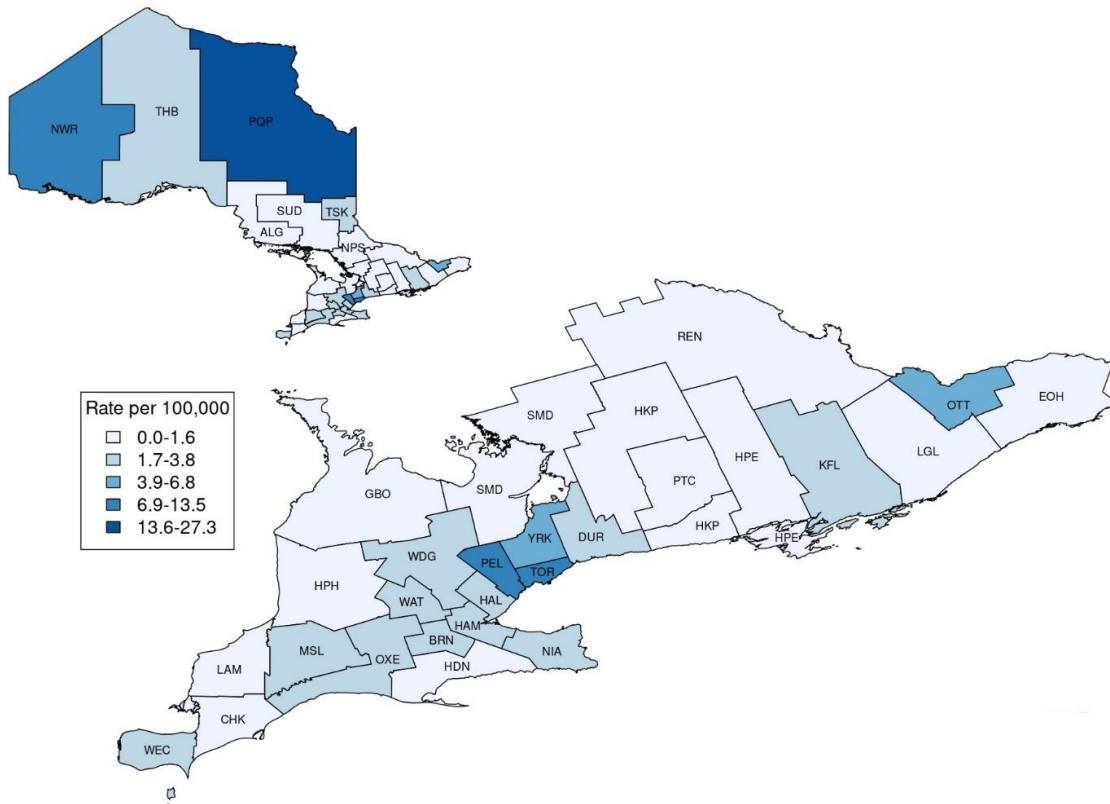 NWR
THB
PQP
SUD
TSK
ALG
NPS
Rate per 100,000
0.0-1.6
1.7-3.8
3.9-6.8
6.9-13.5
13.6-27.3
REN
SMD
HKP
OTT
EOH
LGL
HPE
KFL
PTC
GBO
SMD
HKP
HPE
YRK
DUR
WDG
PEL
TOR
HPH
WAT
HAL
HAM
BRN
MSL
OXE
NIA
LAM
HDN
CHK
WEC